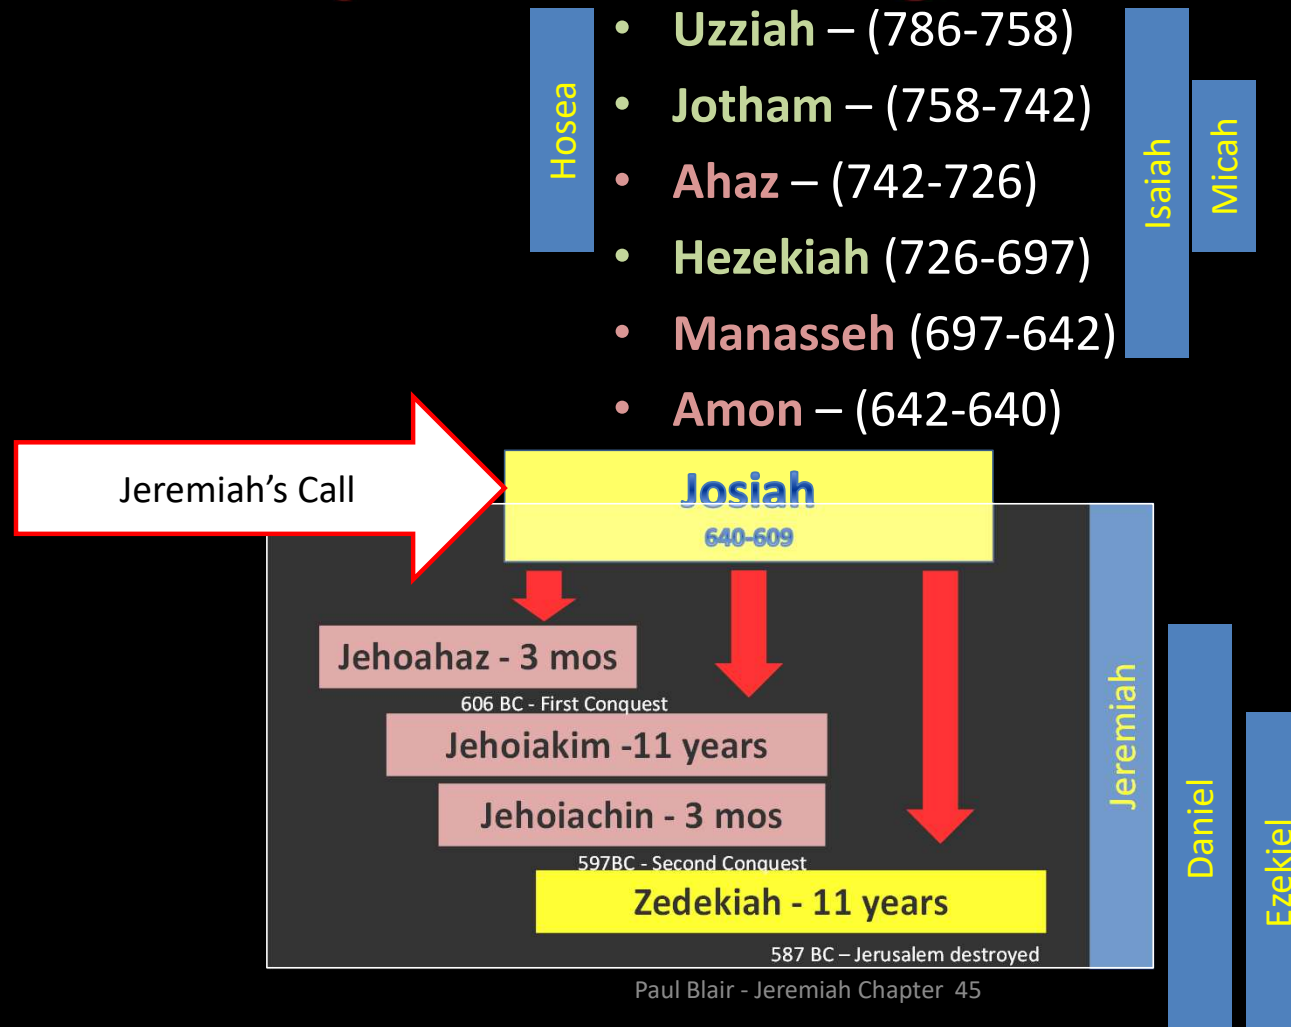 Hosea
• Uzziah – (786-758)
• Jotham – (758-742)
• Ahaz – (742-726)
• Hezekiah (726-697)
• Manasseh (697-642)
• Amon – (642-640)
Isaiah
Micah
Jeremiah’s Call
Josiah
640-609
Jehoahaz - 3 mos
606 BC - First Conquest
Jehoiakim -11 years
Jehoiachin - 3 mos
597BC - Second Conquest
Zedekiah - 11 years
587 BC – Jerusalem destroyed
Jeremiah
Daniel
Ezekiel
Paul Blair - Jeremiah Chapter 45